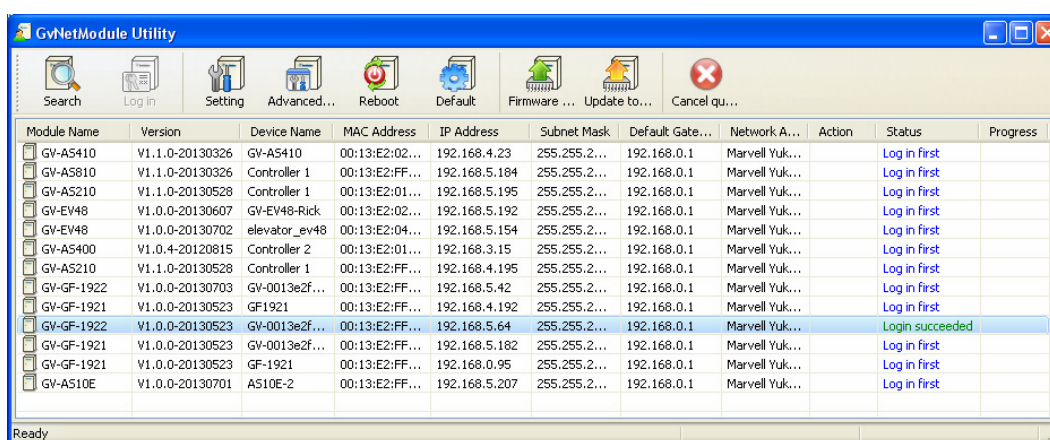 GvNetModule Utility
Search Log in Setting Advanced... Reboot Default Firmware ... Update to... Cancel qu...
Module Name Version Device Name MAC Address IP Address Subnet Mask Default Gate... Network A... Action Status Progress
GV-AS410 V1.1.0-20130326 GV-AS410 00:13:E2:02... 192.168.4.23 255.255.2... 192.168.0.1 Marvell Yuk... Log in first
GV-AS810 V1.1.0-20130326 Controller 1 00:13:E2:FF... 192.168.5.184 255.255.2... 192.168.0.1 Marvell Yuk... Log in first
GV-AS210 V1.1.0-20130528 Controller 1 00:13:E2:01... 192.168.5.195 255.255.2... 192.168.0.1 Marvell Yuk... Log in first
GV-EV48 V1.0.0-20130607 GV-EV48-Rick 00:13:E2:02... 192.168.5.192 255.255.2... 192.168.0.1 Marvell Yuk... Log in first
GV-EV48 V1.0.0-20130702 elevator_ev48 00:13:E2:04... 192.168.5.154 255.255.2... 192.168.0.1 Marvell Yuk... Log in first
GV-AS400 V1.0.4-20120815 Controller 2 00:13:E2:01... 192.168.3.15 255.255.2... 192.168.0.1 Marvell Yuk... Log in first
GV-AS210 V1.1.0-20130528 Controller 1 00:13:E2:FF... 192.168.4.195 255.255.2... 192.168.0.1 Marvell Yuk... Log in first
GV-GF-1922 V1.0.0-20130703 GV-0013e2f... 00:13:E2:FF... 192.168.5.42 255.255.2... 192.168.0.1 Marvell Yuk... Log in first
GV-GF-1921 V1.0.0-20130523 GF1921 00:13:E2:FF... 192.168.4.192 255.255.2... 192.168.0.1 Marvell Yuk... Log in first
GV-GF-1922 V1.0.0-20130523 GV-0013e2f... 00:13:E2:FF... 192.168.5.64 255.255.2... 192.168.0.1 Marvell Yuk... Login succeeded
GV-GF-1921 V1.0.0-20130523 GV-0013e2f... 00:13:E2:FF... 192.168.5.182 255.255.2... 192.168.0.1 Marvell Yuk... Log in first
GV-GF-1921 V1.0.0-20130523 GF-1921 00:13:E2:FF... 192.168.0.95 255.255.2... 192.168.0.1 Marvell Yuk... Log in first
GV-AS10E V1.0.0-20130701 AS10E-2 00:13:E2:FF... 192.168.5.207 255.255.2... 192.168.0.1 Marvell Yuk... Log in first
Ready